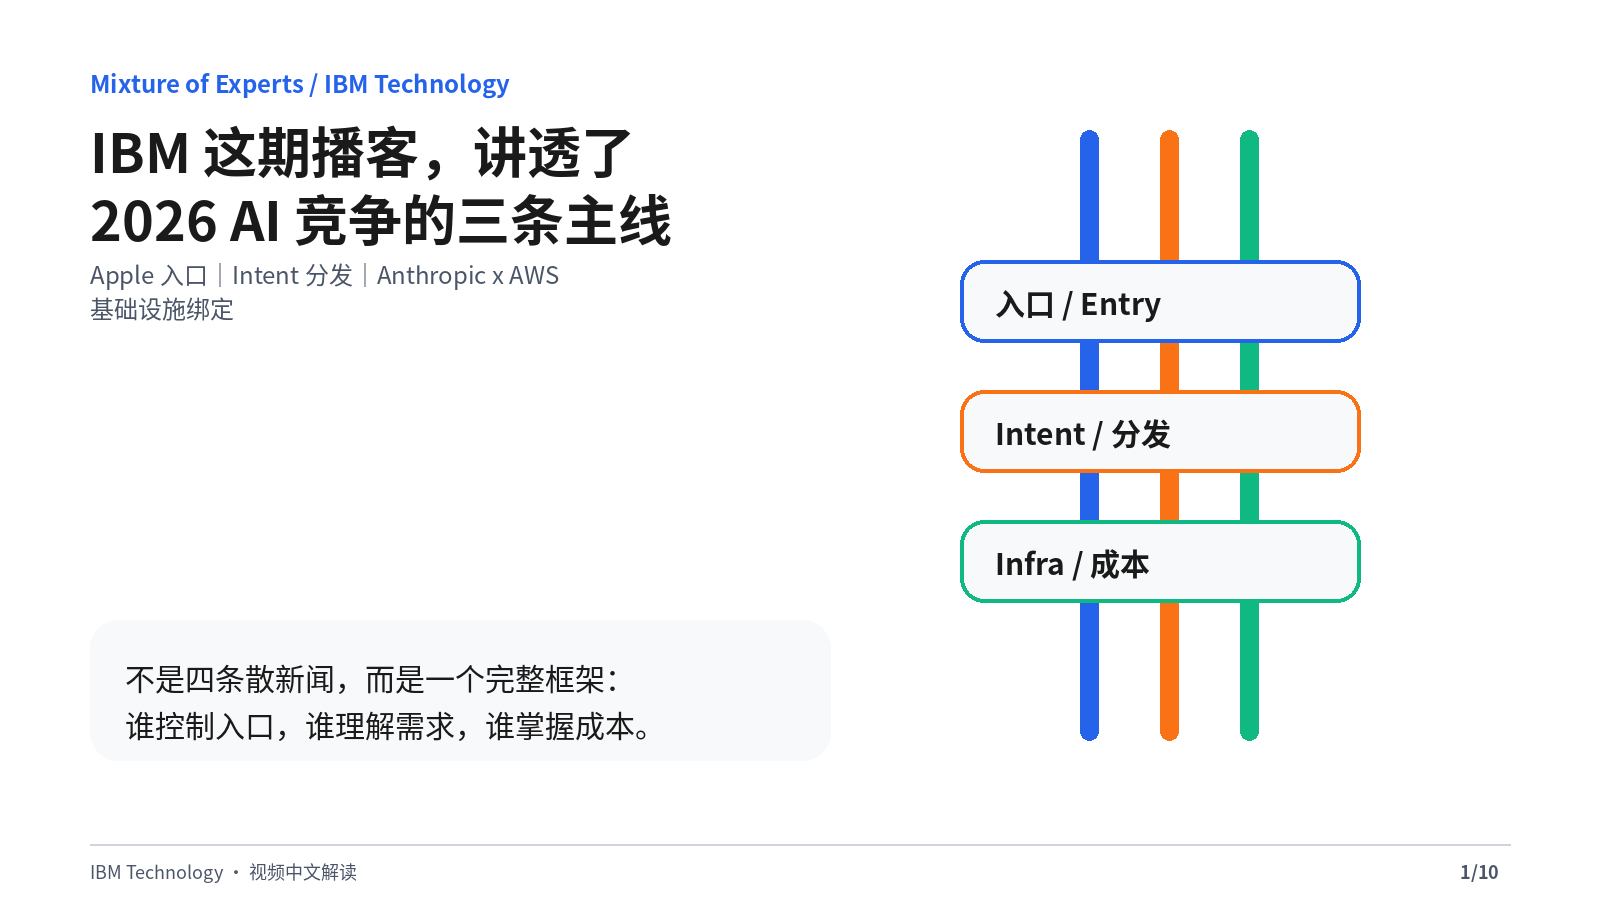 Mixture of Experts / IBM Technology
IBM 这期播客，讲透了
2026 AI 竞争的三条主线
Apple 入口｜Intent 分发｜Anthropic x AWS
基础设施绑定
入口 / Entry
Intent / 分发
Infra / 成本
不是四条散新闻，而是一个完整框架：
谁控制入口，谁理解需求，谁掌握成本。
IBM Technology · 视频中文解读
1/10